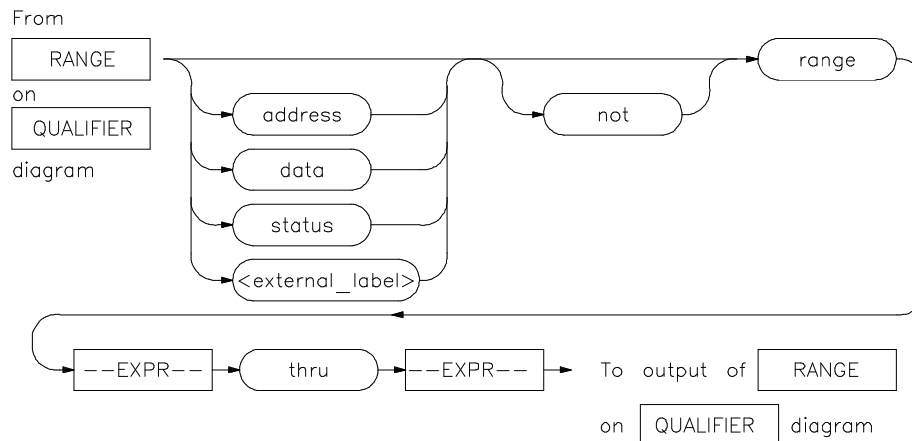 From
RANGE
on
QUALIFIER
diagram
range
address
not
data
status
<external_label>
--EXPR--
thru
--EXPR--
To output of RANGE
on QUALIFIER diagram